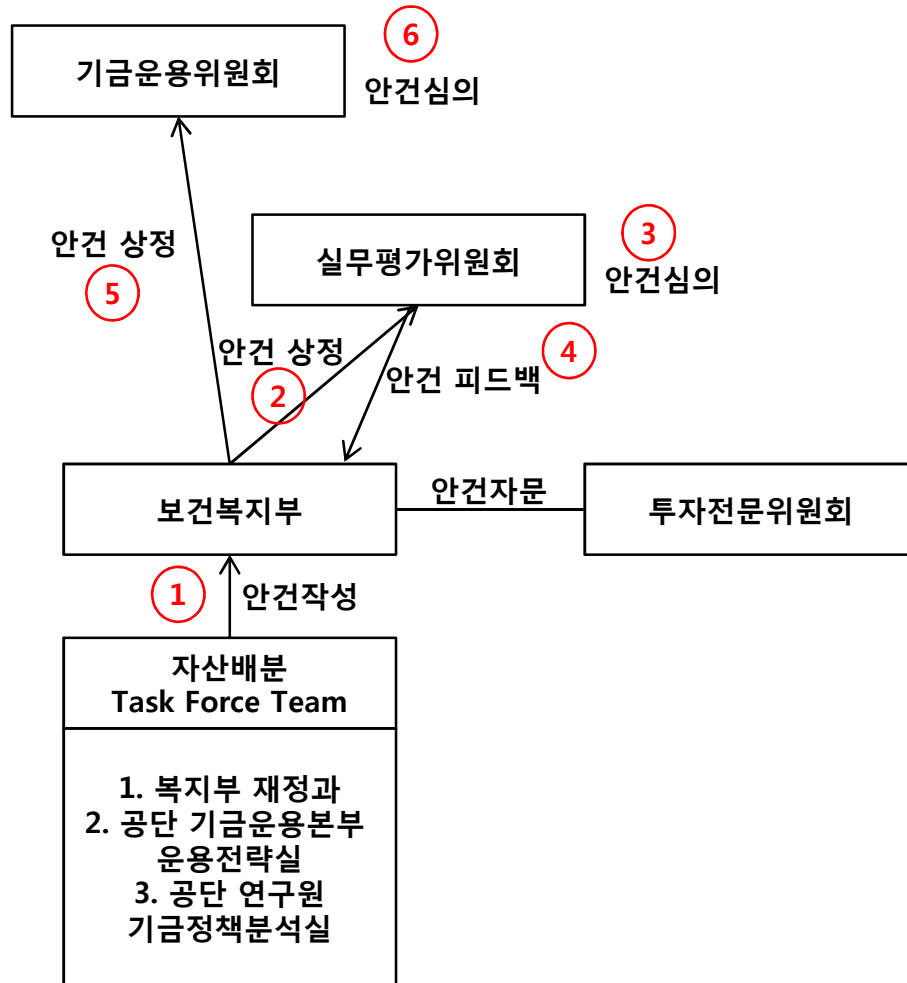 6
기금운용위원회
안건심의
3
실무평가위원회
안건심의
안건 상정
5
안건 상정
2
4
안건 피드백
보건복지부
안건자문
투자전문위원회
1
안건작성
자산배분
Task Force Team
1. 복지부 재정과
2. 공단 기금운용본부
운용전략실
3. 공단 연구원
기금정책분석실